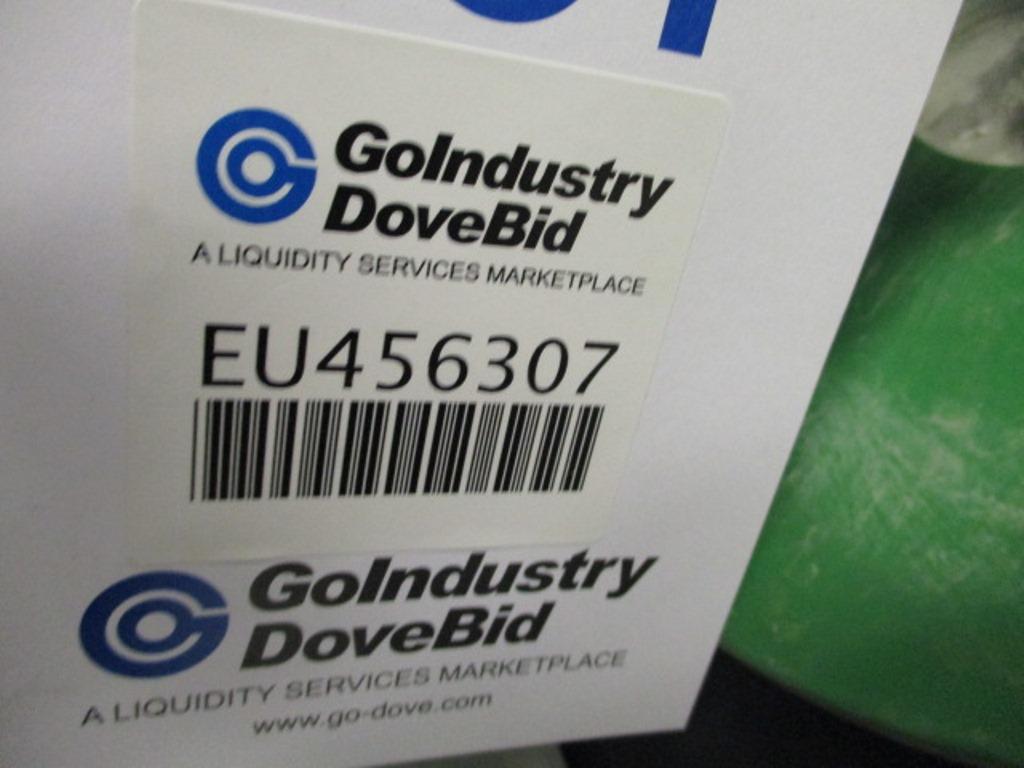 GoIndustry
DoveBid
A LIQUIDITY SERVICES MARKETPLACE
EU456307
GoIndustry
DoveBid
A LIQUIDITY SERVICES MARKETPLACE
www.go-dove.com